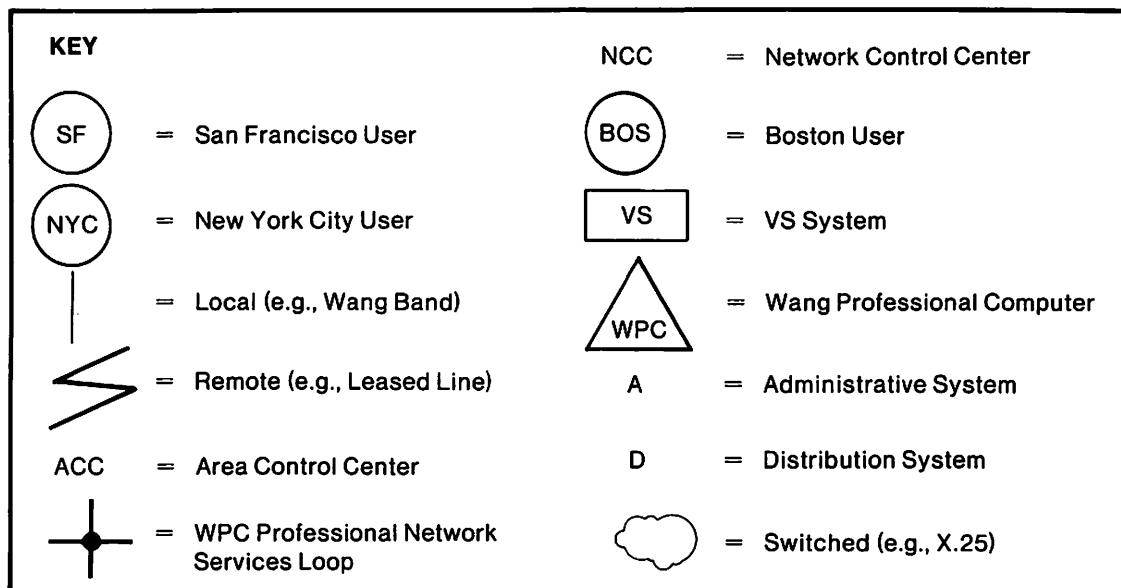 KEY
SF = San Francisco User
NYC = New York City User
= Local (e.g., Wang Band)
= Remote (e.g., Leased Line)
ACC = Area Control Center
= WPC Professional Network
Services Loop
NCC = Network Control Center
BOS = Boston User
VS = VS System
WPC = Wang Professional Computer
A = Administrative System
D = Distribution System
= Switched (e.g., X.25)